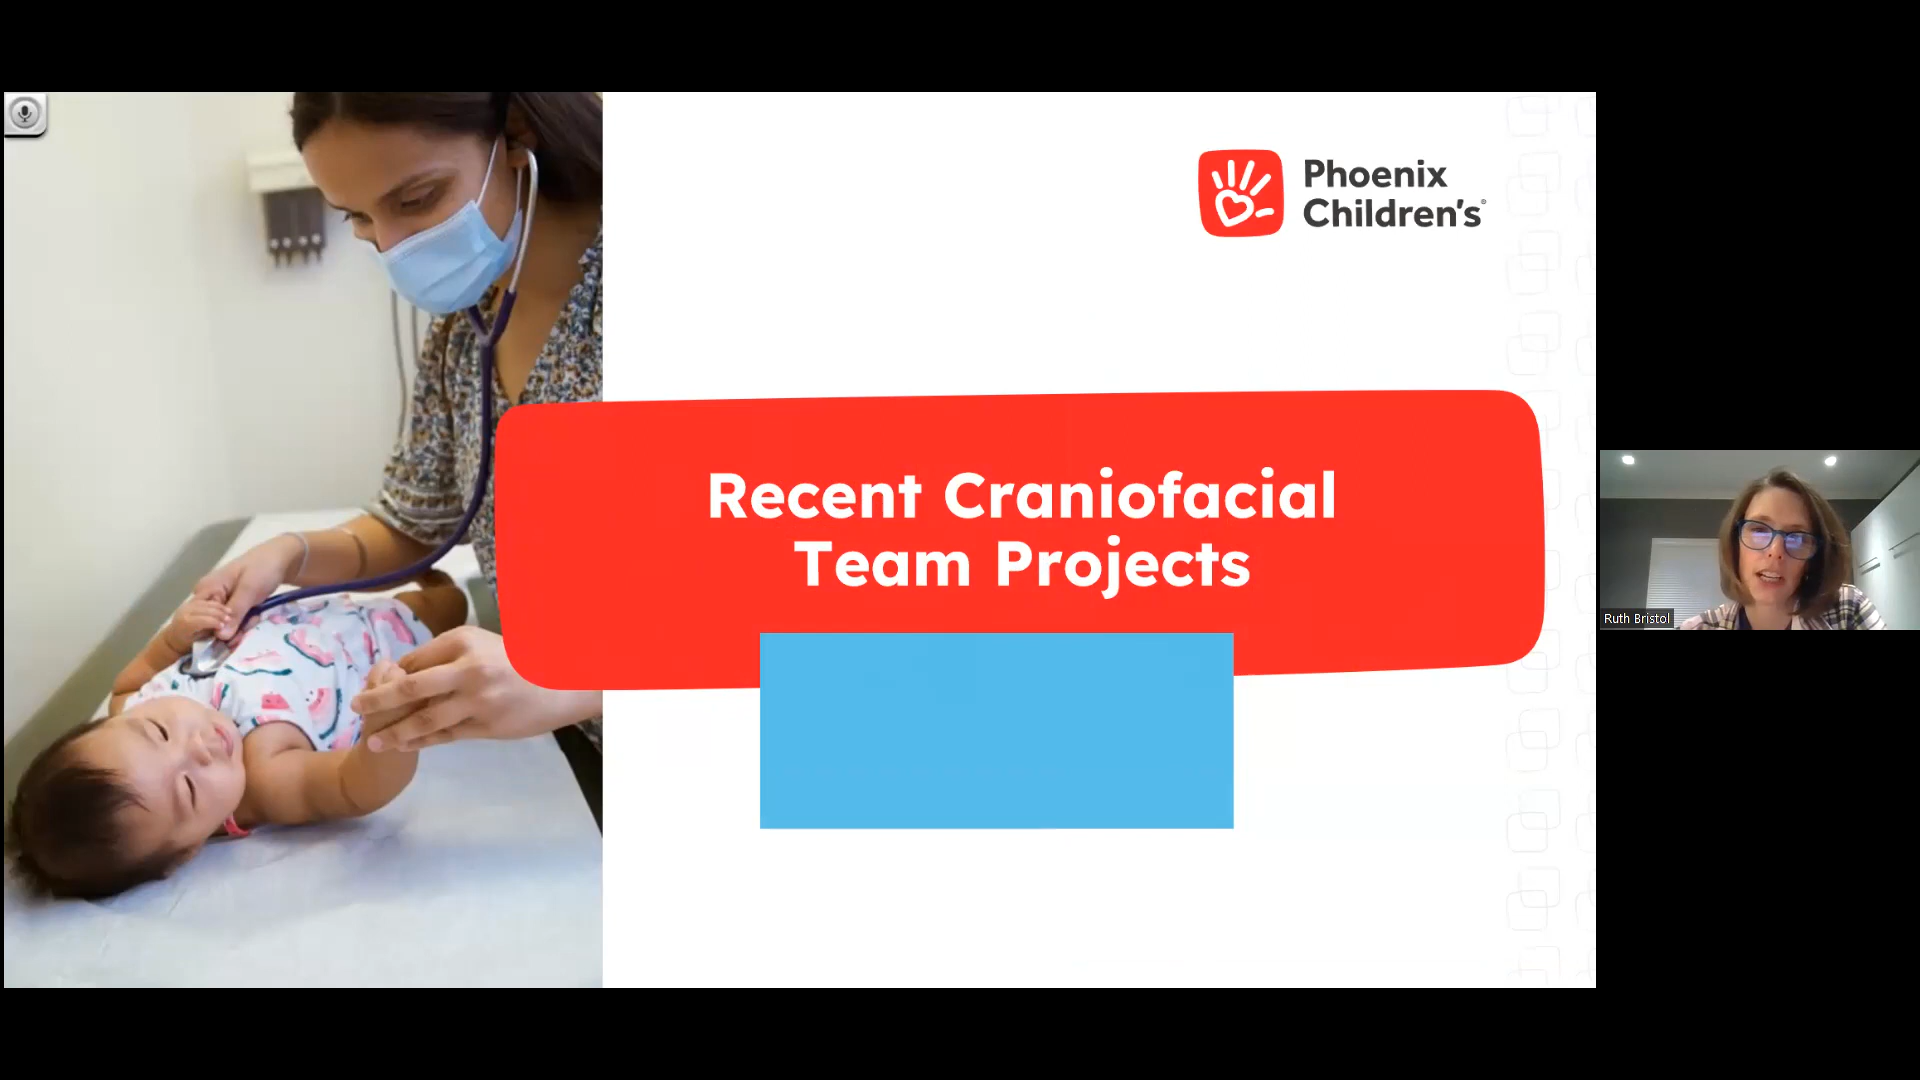 Phoenix
Children's®
Recent Craniofacial
Team Projects
Ruth Bristol